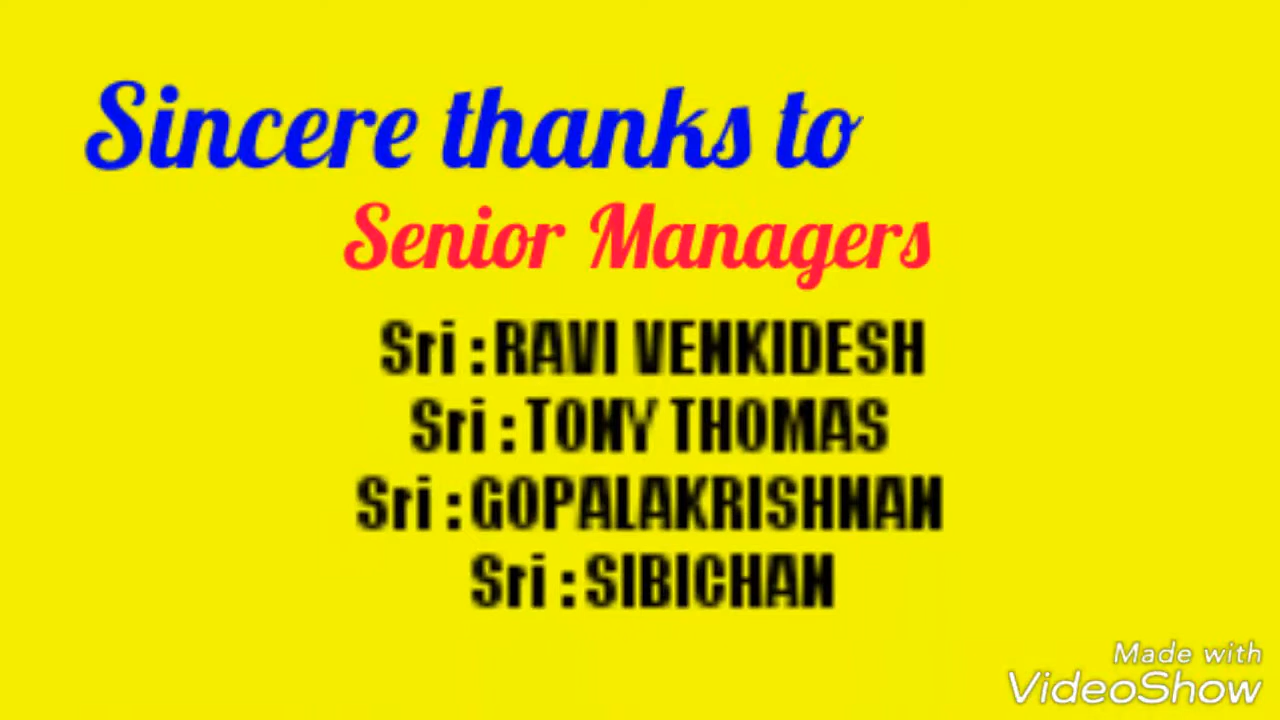 Sincere thanks to
Senior Managers
Sri : RAVI VENKIDESH
Sri : TONY THOMAS
Sri : GOPALAKRISHNAN
Sri : SIBICHAN
Made with
VideoShow